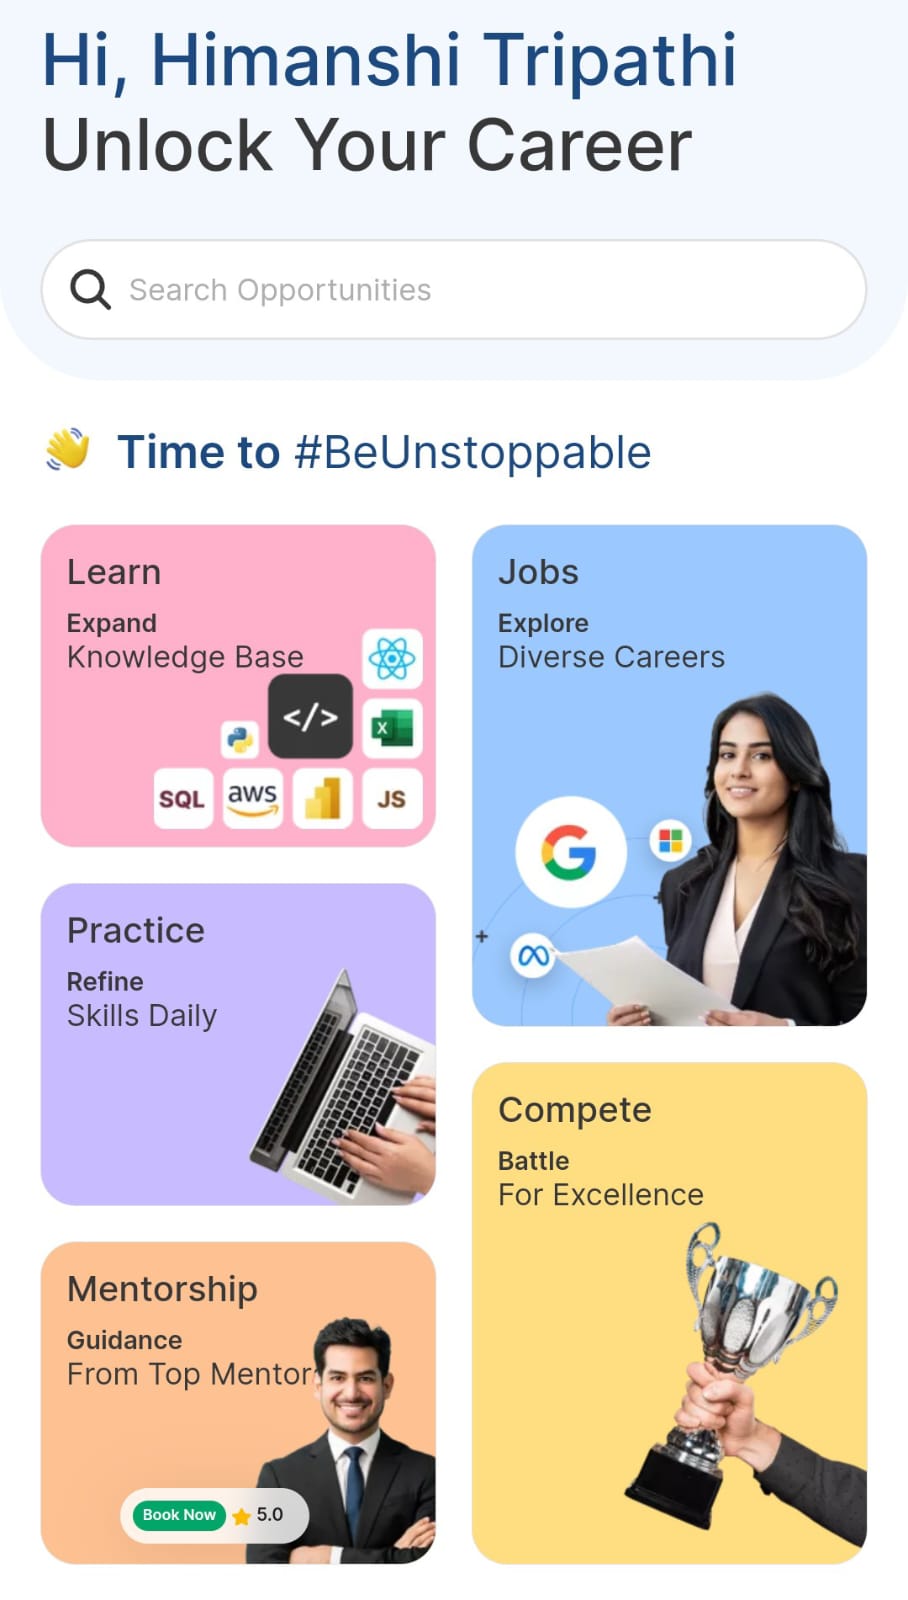 Hi, Himanshi Tripathi
Unlock Your Career
Search Opportunities
Time to #BeUnstoppable
Learn
Expand
Knowledge Base
</>
X
SQL
aws
JS
Jobs
Explore
Diverse Careers
G
Practice
Refine
Skills Daily
Compete
Battle
For Excellence
Mentorship
Guidance
From Top Mentor
Book Now 5.0